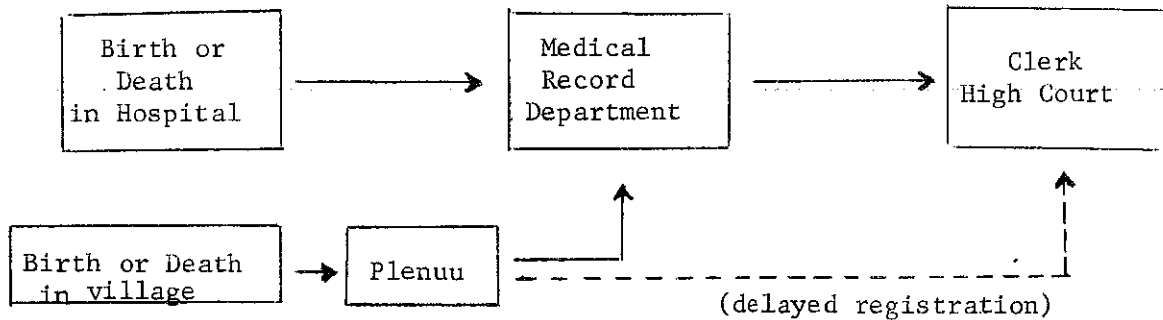 Birth or
Death
in Hospital
Medical
Record
Department
Clerk
High Court
Birth or Death
in village
Plenuu
(delayed registration)